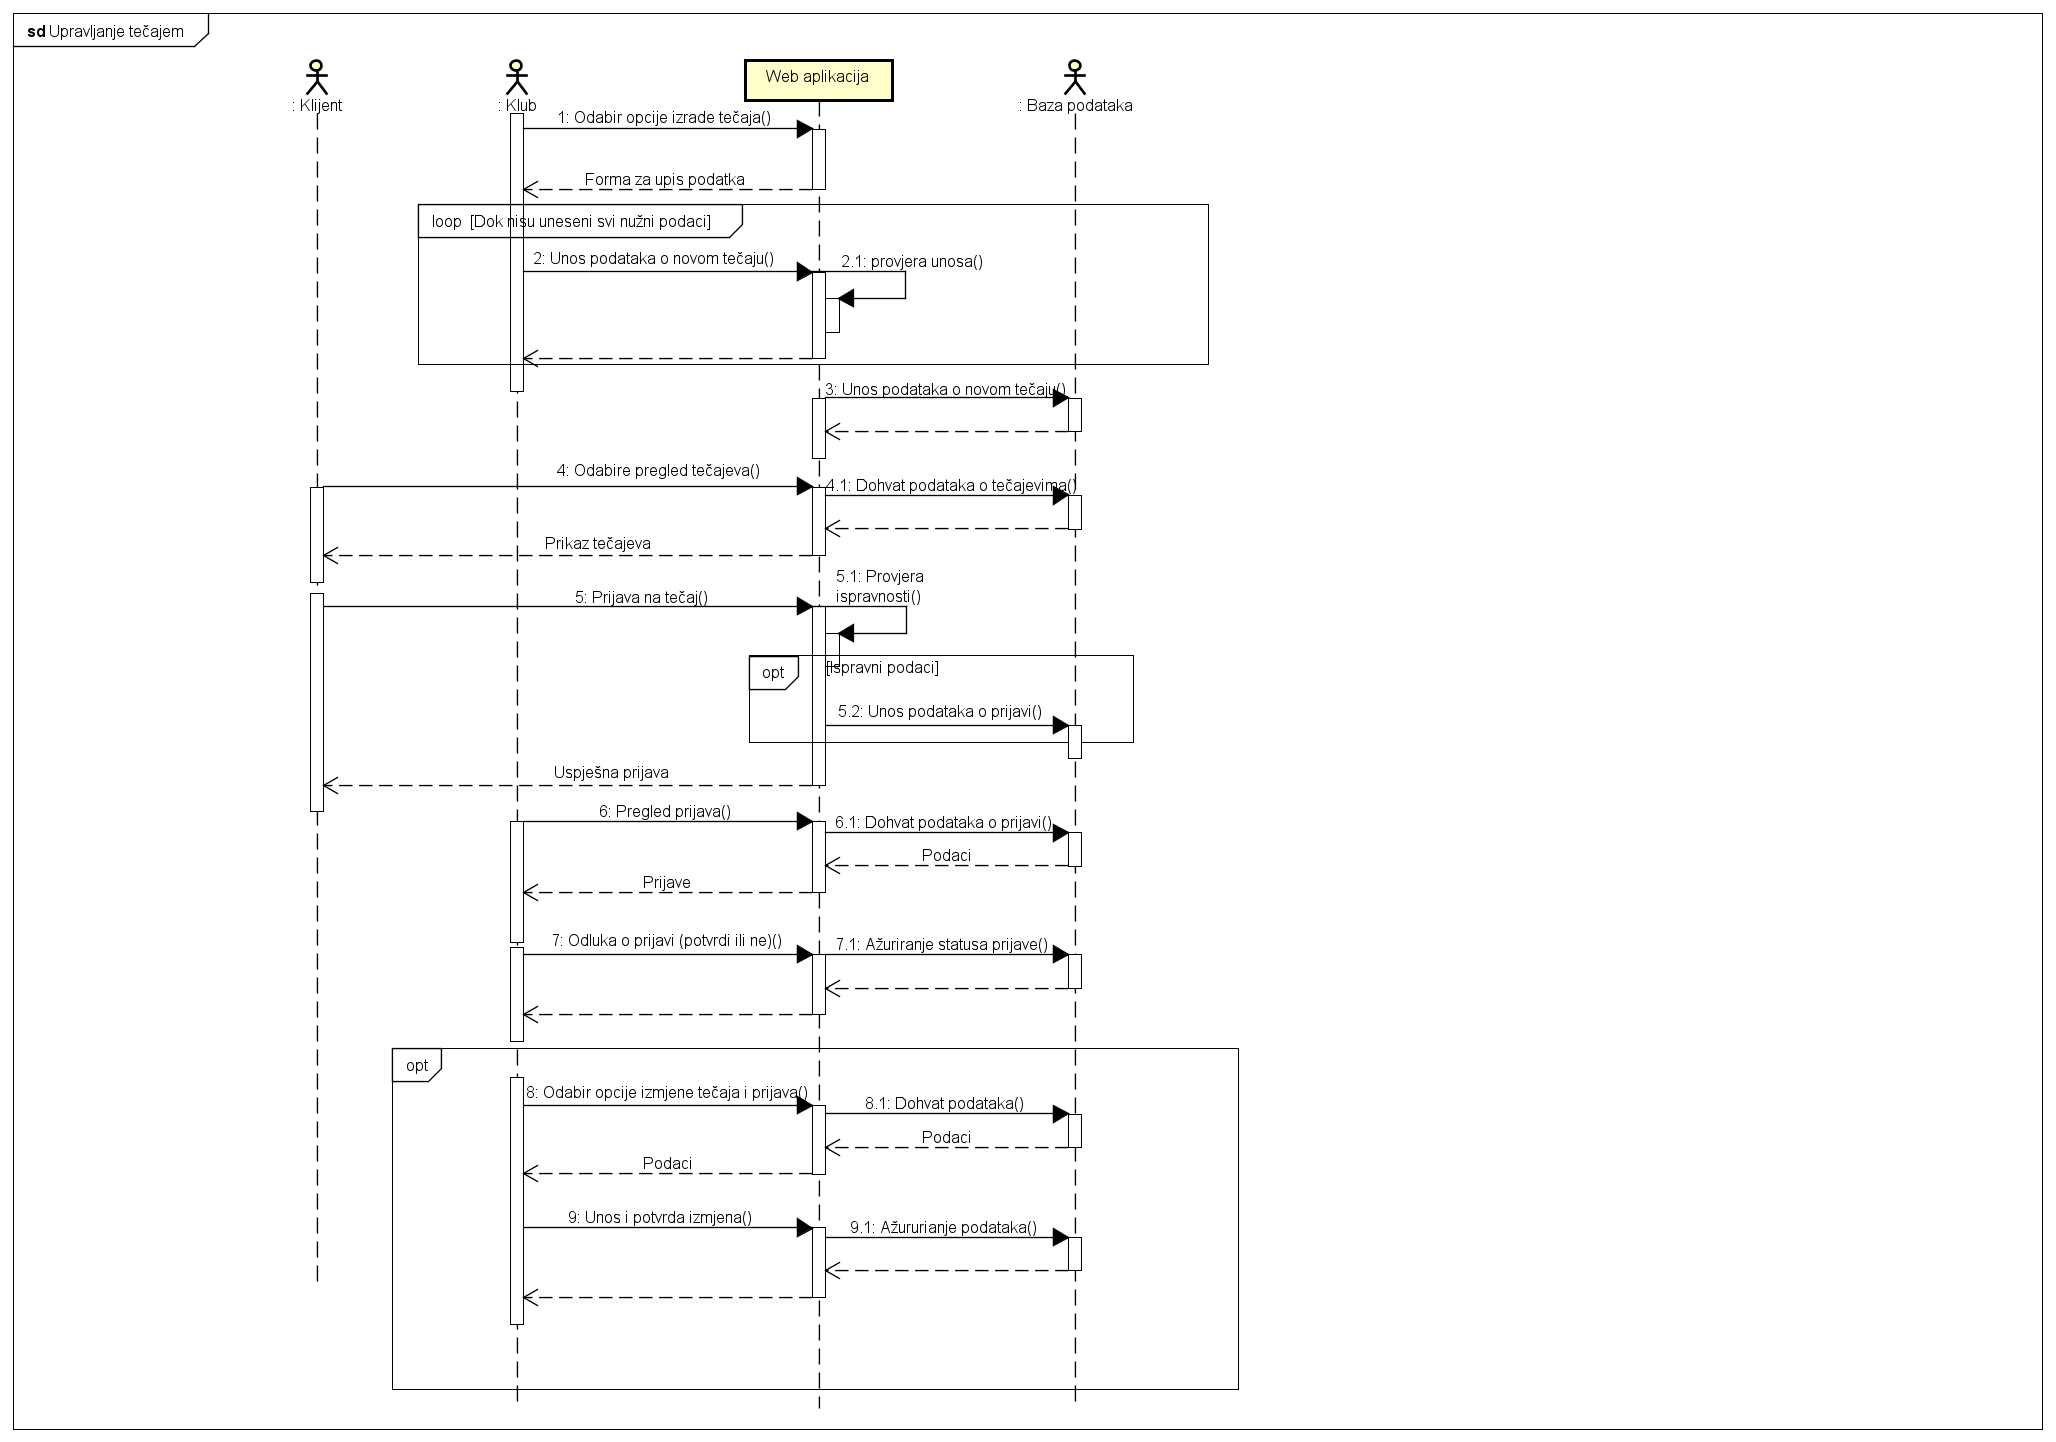 sd Upravljanje tečajem
: Klijent
: Klub
Web aplikacija
: Baza podataka
1: Odabir opcije izrade tečaja()
Forma za upis podatka
loop [Dok nisu uneseni svi nužni podaci]
2: Unos podataka o novom tečaju()
2.1: provjera unosa()
3: Unos podataka o novom tečaju()
4: Odabire pregled tečajeva()
4.1: Dohvat podataka o tečajevima()
Prikaz tečajeva
5.1: Provjera
ispravnosti()
5: Prijava na tečaj()
opt
[Ispravni podaci]
5.2: Unos podataka o prijavi()
Uspješna prijava
6: Pregled prijava()
6.1: Dohvat podataka o prijavi()
Podaci
Prijave
7: Odluka o prijavi (potvrdi ili ne)()
7.1: Ažuriranje statusa prijave()
opt
8: Odabir opcije izmjene tečaja i prijava()
8.1: Dohvat podataka()
Podaci
Podaci
9: Unos i potvrda izmjena()
9.1: Ažururianje podataka()